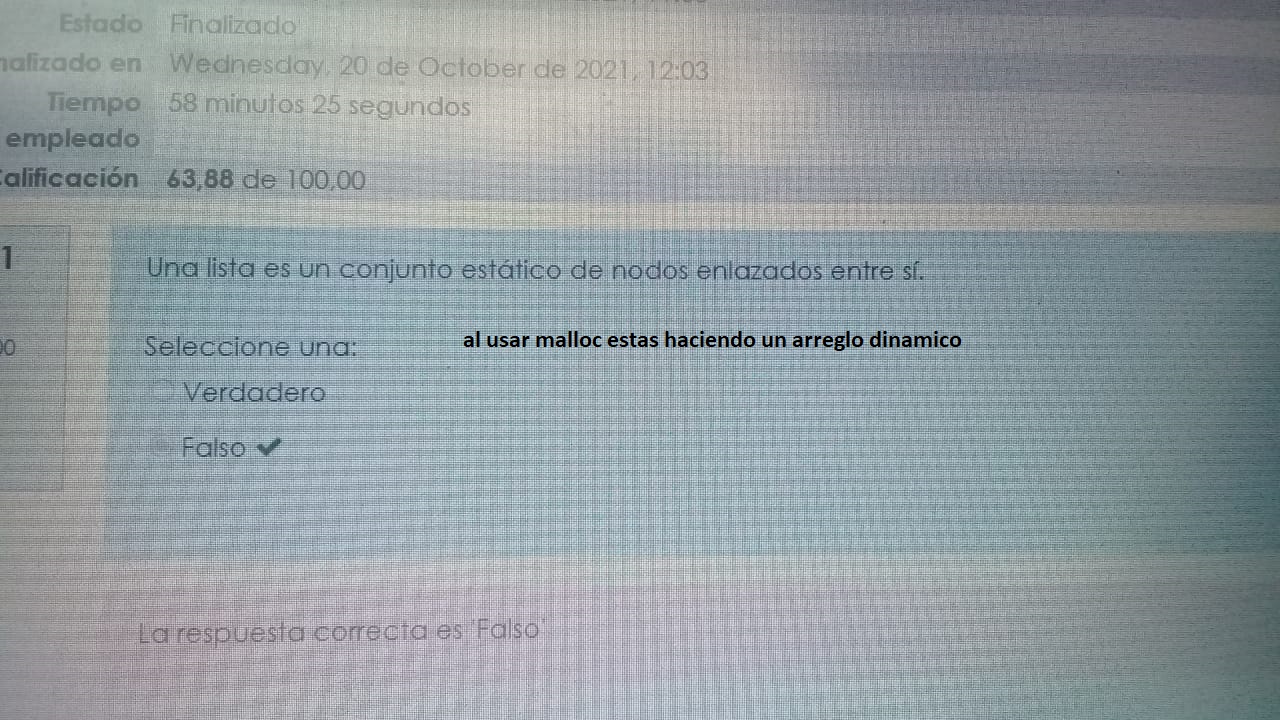 Estado Finalizado
nalizado en Wednesday, 20 de October de 2021, 12:03
Tiempo 58 minutos 25 segundos
empleado
Calificación 63,88 de 100,00
1
Una lista es un conjunto estático de nodos enlazados entre sí.
00
Seleccione una: al usar malloc estas haciendo un arreglo dinamico
Verdadero
Falso ✔
La respuesta correcta es 'Falso'